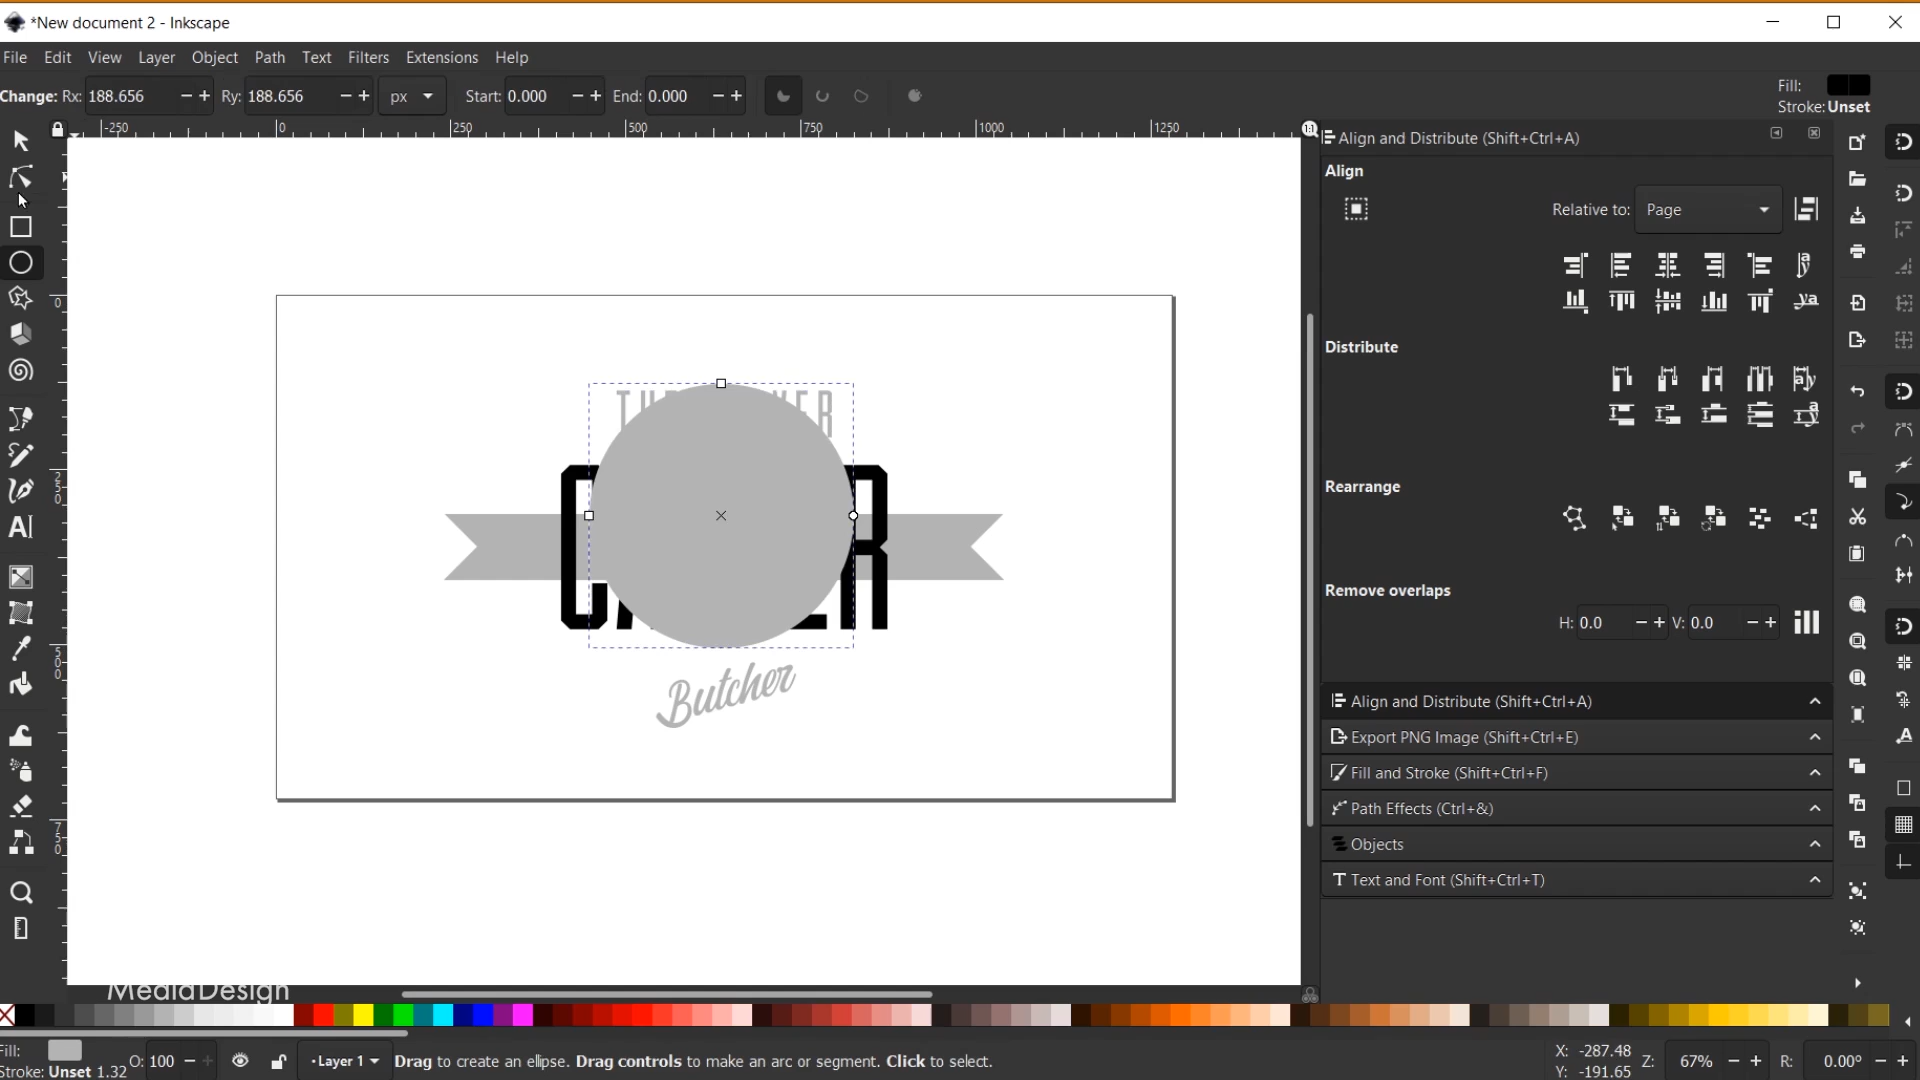 *New document 2 - Inkscape
File Edit View Layer Object Path Text Filters Extensions Help
Change: Rx: 188.656 Ry: 188.656 px Start: 0.000 End: 0.000
Fill:
Stroke: Unset
-250 0 250 500 750 1000 1250
Align and Distribute (Shift+Ctrl+A)
Align
Relative to: Page
Distribute
Rearrange
Remove overlaps
H: 0.0 V: 0.0
Align and Distribute (Shift+Ctrl+A)
Export PNG Image (Shift+Ctrl+E)
Fill and Stroke (Shift+Ctrl+F)
Path Effects (Ctrl+&)
Objects
Text and Font (Shift+Ctrl+T)
0
250
500
750
Butcher
MediaDesign
Fill:
Stroke: Unset 1.32
O: 100
Layer 1
Drag to create an ellipse. Drag controls to make an arc or segment. Click to select.
X: -287.48
Y: -191.65
Z: 67%
R: 0.00°